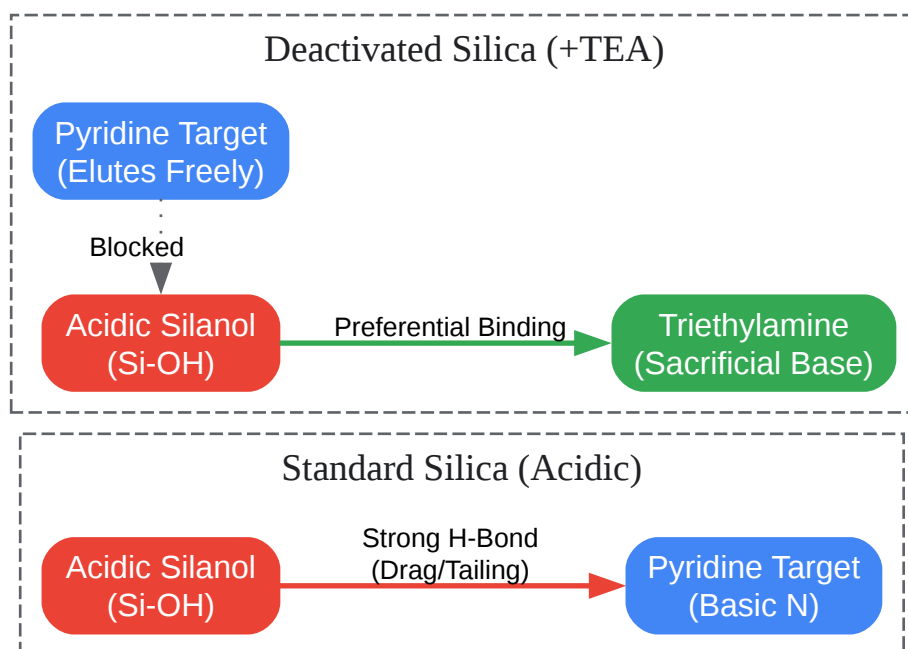 Deactivated Silica (+TEA)
Pyridine Target
(Elutes Freely)
Blocked
Acidic Silanol
(Si-OH)
Preferential Binding
Triethylamine
(Sacrificial Base)
Standard Silica (Acidic)
Acidic Silanol
(Si-OH)
Strong H-Bond
(Drag/Tailing)
Pyridine Target
(Basic N)